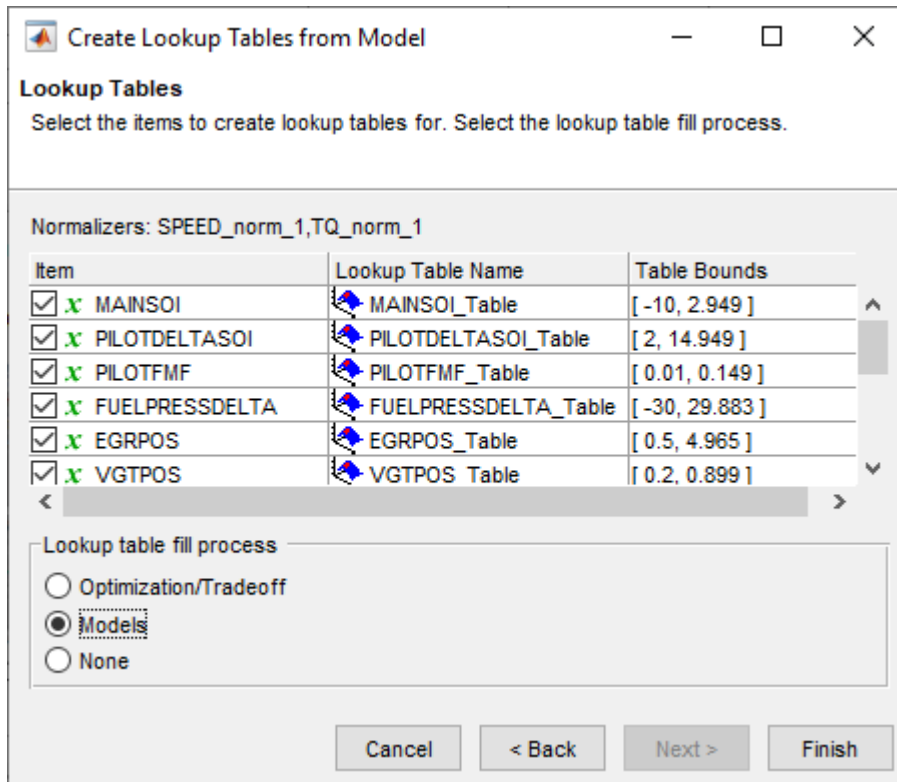 Create Lookup Tables from Model
Lookup Tables
Select the items to create lookup tables for. Select the lookup table fill process.
Normalizers: SPEED_norm_1,TQ_norm_1
Item Lookup Table Name Table Bounds
x MAINSOI MAINSOI_Table [ -10, 2.949 ]
x PILOTDELTASOI PILOTDELTASOI_Table [ 2, 14.949 ]
x PILOTFMF PILOTFMF_Table [ 0.01, 0.149 ]
x FUELPRESSDELTA FUELPRESSDELTA_Table [ -30, 29.883 ]
x EGRPOS EGRPOS_Table [ 0.5, 4.965 ]
x VGTPOS VGTPOS_Table [ 0.2, 0.899 ]
Lookup table fill process
Optimization/Tradeoff
Models
None
Cancel < Back Next > Finish